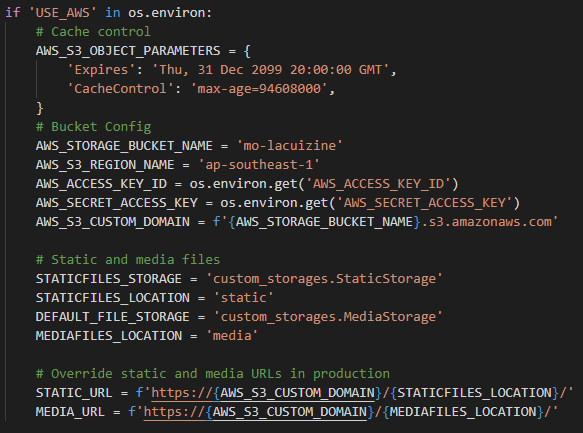 if 'USE_AWS' in os.environ:
    # Cache control
    AWS_S3_OBJECT_PARAMETERS = {
        'Expires': 'Thu, 31 Dec 2099 20:00:00 GMT',
        'CacheControl': 'max-age=94608000',
    }
    # Bucket Config
    AWS_STORAGE_BUCKET_NAME = 'mo-lacuizine'
    AWS_S3_REGION_NAME = 'ap-southeast-1'
    AWS_ACCESS_KEY_ID = os.environ.get('AWS_ACCESS_KEY_ID')
    AWS_SECRET_ACCESS_KEY = os.environ.get('AWS_SECRET_ACCESS_KEY')
    AWS_S3_CUSTOM_DOMAIN = f'{AWS_STORAGE_BUCKET_NAME}.s3.amazonaws.com'

    # Static and media files
    STATICFILES_STORAGE = 'custom_storages.StaticStorage'
    STATICFILES_LOCATION = 'static'
    DEFAULT_FILE_STORAGE = 'custom_storages.MediaStorage'
    MEDIAFILES_LOCATION = 'media'

    # Override static and media URLs in production
    STATIC_URL = f'https://{AWS_S3_CUSTOM_DOMAIN}/{STATICFILES_LOCATION}/'
    MEDIA_URL = f'https://{AWS_S3_CUSTOM_DOMAIN}/{MEDIAFILES_LOCATION}/'